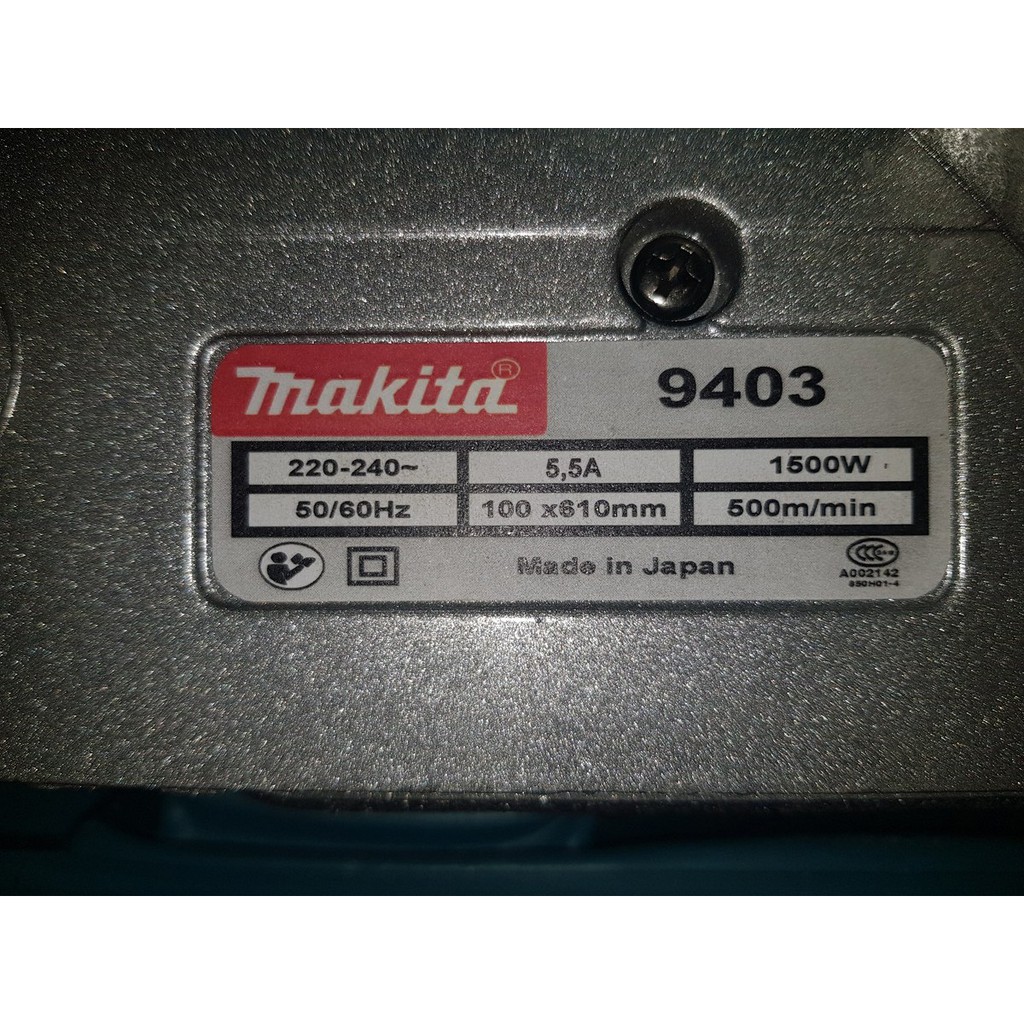 makita® 9403
220-240~ 5,5A 1500W
50/60Hz 100 x610mm 500m/min
Made in Japan
A002142